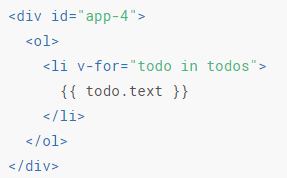 <div id="app-4">
  <ol>
    <li v-for="todo in todos">
      {{ todo.text }}
    </li>
  </ol>
</div>